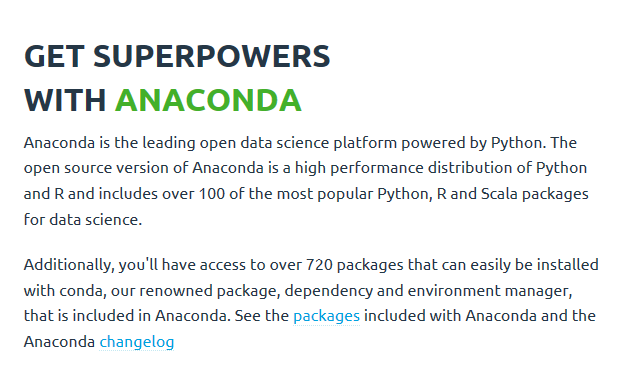 GET SUPERPOWERS
WITH ANACONDA
Anaconda is the leading open data science platform powered by Python. The
open source version of Anaconda is a high performance distribution of Python
and R and includes over 100 of the most popular Python, R and Scala packages
for data science.
Additionally, you'll have access to over 720 packages that can easily be installed
with conda, our renowned package, dependency and environment manager,
that is included in Anaconda. See the packages included with Anaconda and the
Anaconda changelog